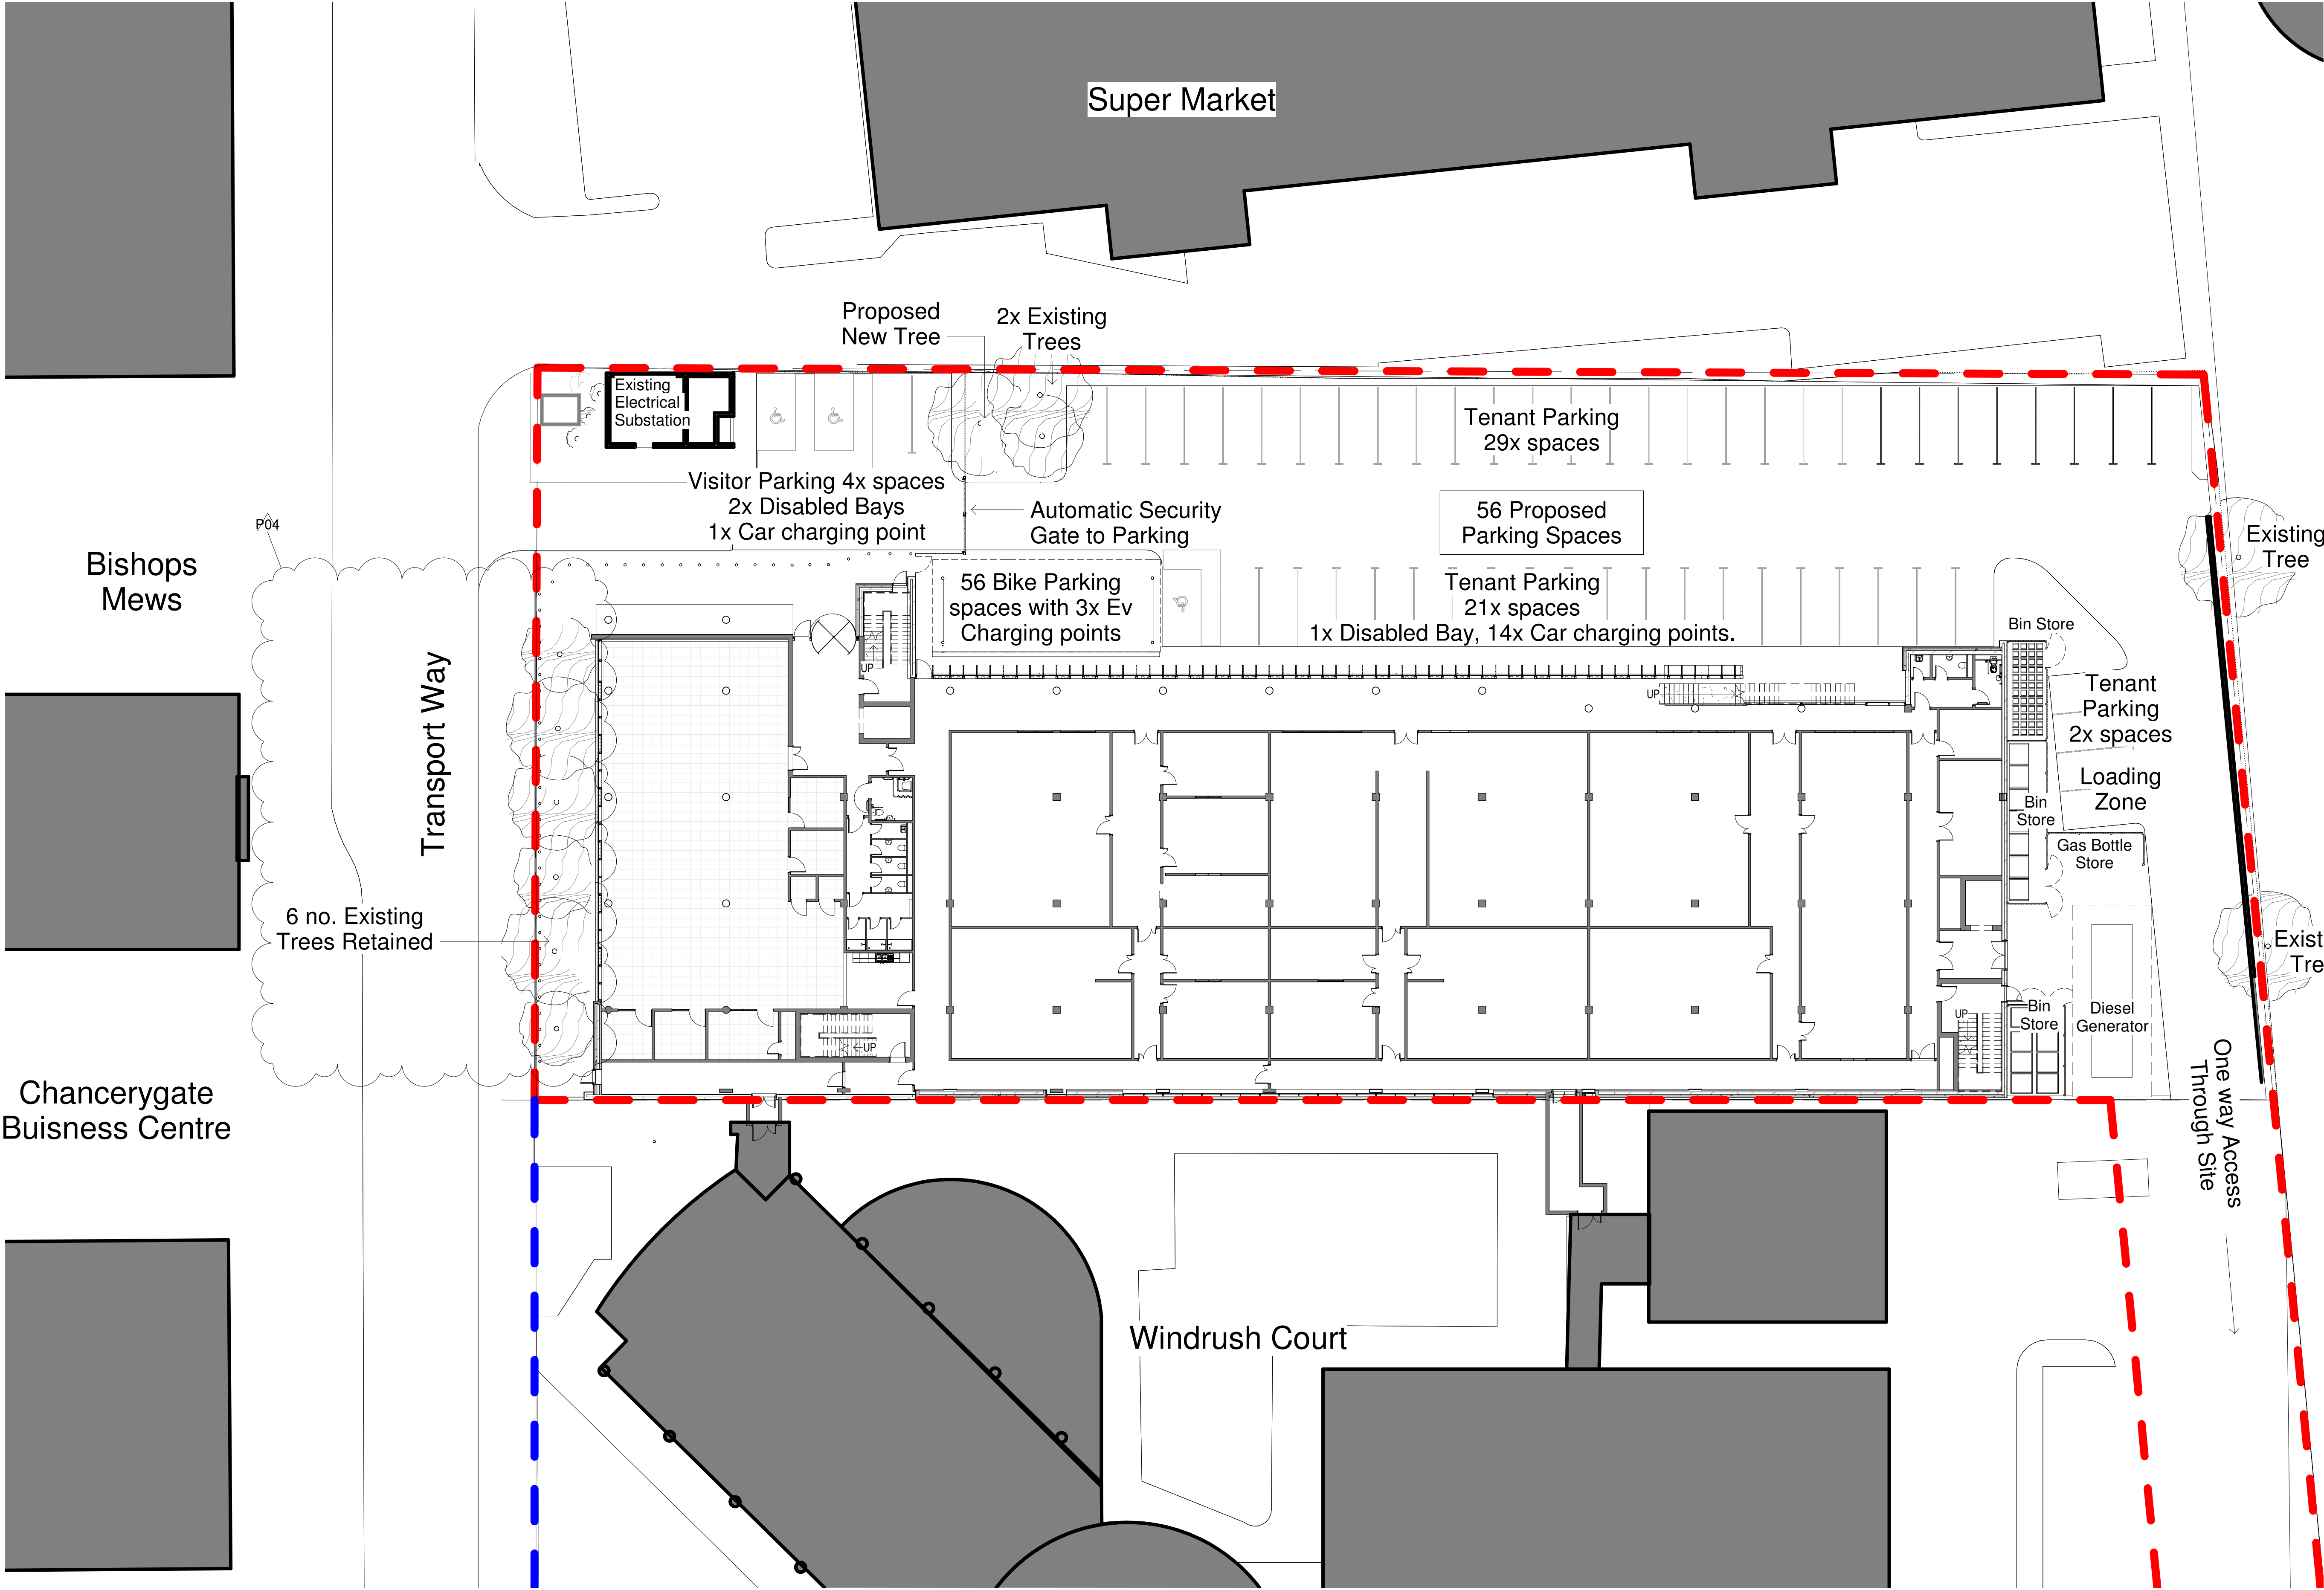 Super Market
Proposed
New Tree
2x Existing
Trees
Existing
Electrical
Substation
Tenant Parking
29x spaces
Visitor Parking 4x spaces
2x Disabled Bays
1x Car charging point
Automatic Security
Gate to Parking
56 Proposed
Parking Spaces
P04
Existing
Tree
Bishops
Mews
56 Bike Parking
spaces with 3x Ev
Charging points
Tenant Parking
21x spaces
1x Disabled Bay, 14x Car charging points.
Bin Store
UP
UP
Tenant
Parking
2x spaces
Transport Way
Loading
Zone
Bin
Store
Gas Bottle
Store
6 no. Existing
Trees Retained
Exist
Tre
Bin
Store
Diesel
Generator
UP
UP
One way Access
Through Site
Chancerygate
Buisness Centre
Windrush Court